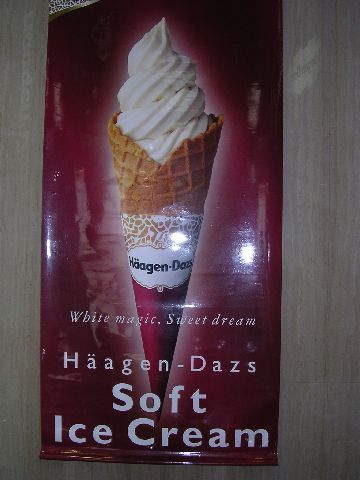 Häagen-Dazs
White magic, Sweet dream
Häagen-Dazs
Soft
Ice Cream